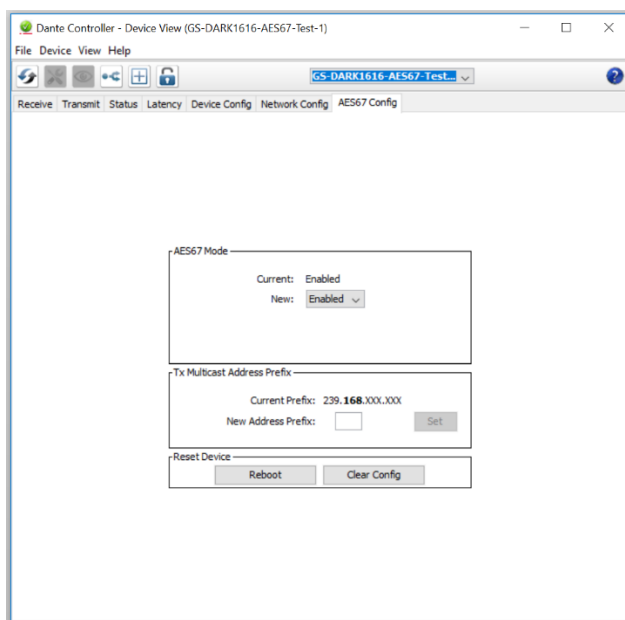 Dante Controller - Device View (GS-DARK1616-AES67-Test-1)
File Device View Help
GS-DARK1616-AES67-Test...
?
Receive Transmit Status Latency Device Config Network Config AES67 Config
AES67 Mode
Current: Enabled
New: Enabled
Tx Multicast Address Prefix
Current Prefix: 239.168.XXX.XXX
New Address Prefix: Set
Reset Device
Reboot Clear Config